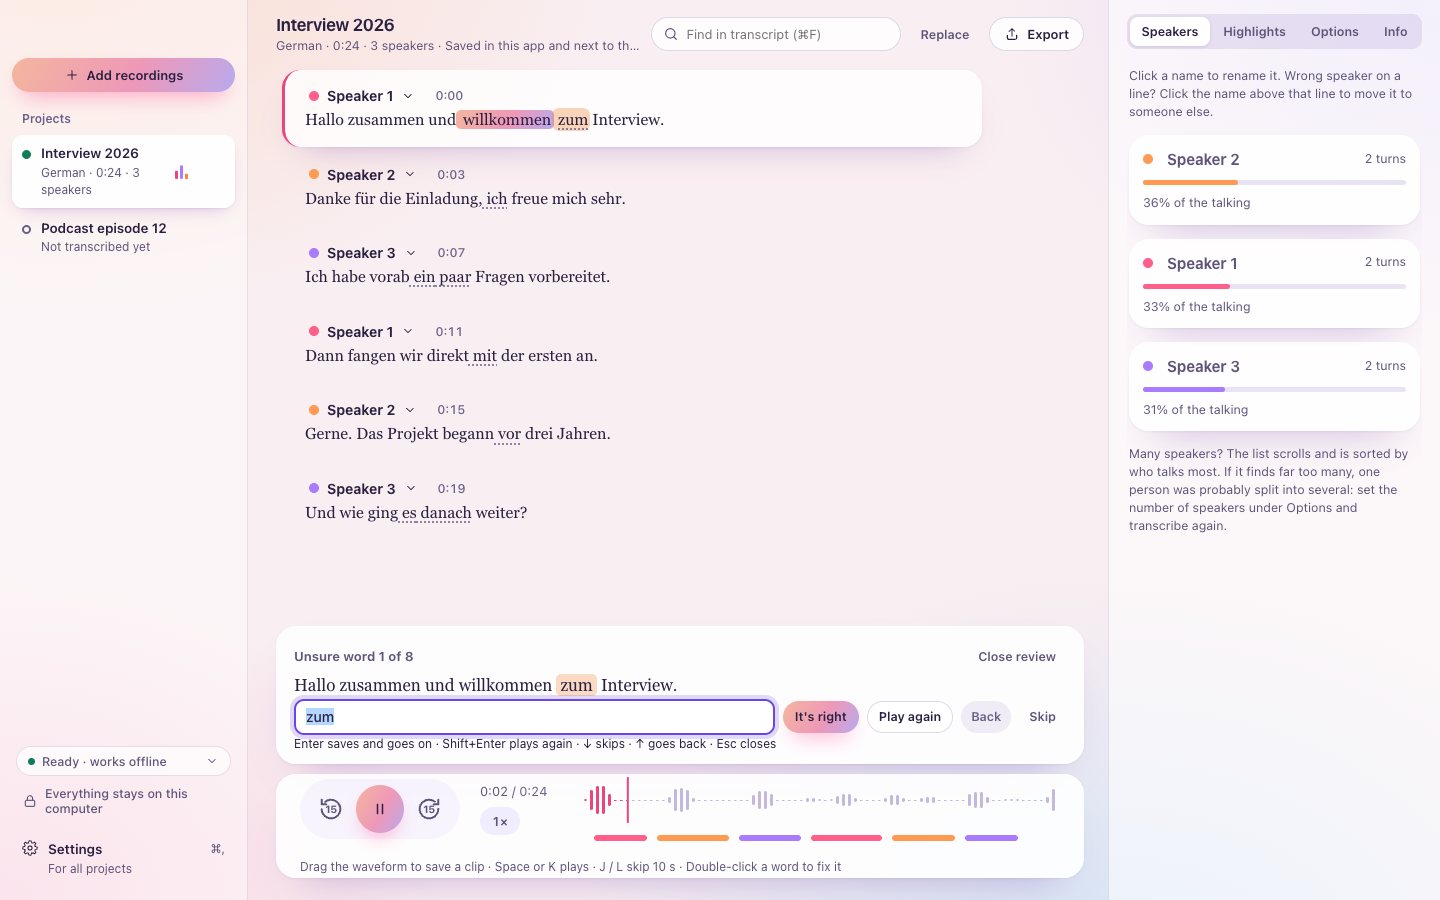 Add recordings
Projects
Interview 2026
German · 0:24 · 3
speakers
Podcast episode 12
Not transcribed yet
Ready · works offline
Everything stays on this
computer
Settings
⌘,
For all projects
Interview 2026
German · 0:24 · 3 speakers · Saved in this app and next to th…
Find in transcript (⌘F)
Replace
Export
Speaker 1 0:00
Hallo zusammen und willkommen zum Interview.
Speaker 2 0:03
Danke für die Einladung, ich freue mich sehr.
Speaker 3 0:07
Ich habe vorab ein paar Fragen vorbereitet.
Speaker 1 0:11
Dann fangen wir direkt mit der ersten an.
Speaker 2 0:15
Gerne. Das Projekt begann vor drei Jahren.
Speaker 3 0:19
Und wie ging es danach weiter?
Unsure word 1 of 8
Close review
Hallo zusammen und willkommen zum Interview.
zum
It's right
Play again
Back
Skip
Enter saves and goes on · Shift+Enter plays again · ↓ skips · ↑ goes back · Esc closes
15
15
0:02 / 0:24
1×
Drag the waveform to save a clip · Space or K plays · J / L skip 10 s · Double-click a word to fix it
Speakers
Highlights
Options
Info
Click a name to rename it. Wrong speaker on a
line? Click the name above that line to move it to
someone else.
Speaker 2
2 turns
36% of the talking
Speaker 1
2 turns
33% of the talking
Speaker 3
2 turns
31% of the talking
Many speakers? The list scrolls and is sorted by
who talks most. If it finds far too many, one
person was probably split into several: set the
number of speakers under Options and
transcribe again.